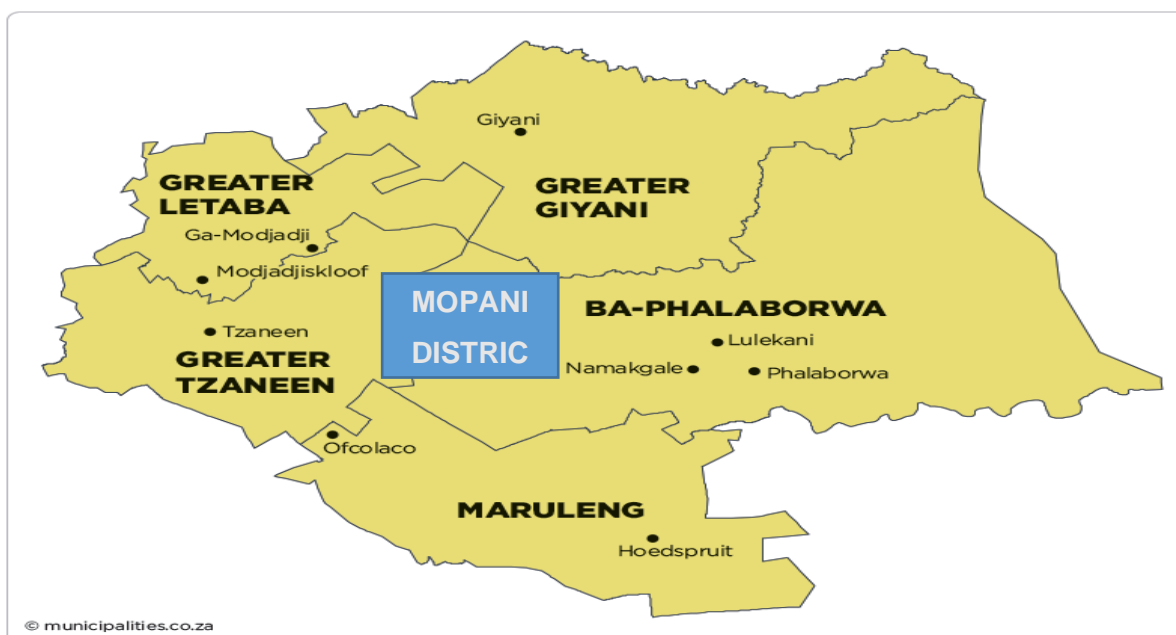 Giyani
GREATER
LETABA
GREATER
GIYANI
Ga-Modjadji
Modjadjiskloof
MOPANI
DISTRIC
BA-PHALABORWA
Tzaneen
Lulekani
GREATER
TZANEEN
Namakgale
Phalaborwa
Ofcolaco
MARULENG
Hoedspruit
© municipalities.co.za